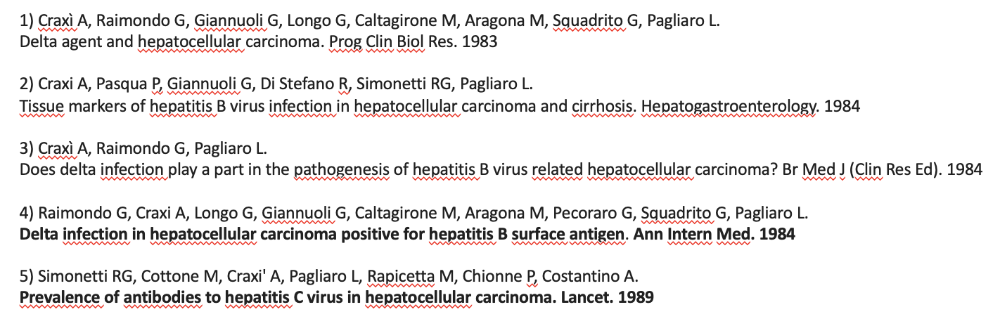 1) Craxì A, Raimondo G, Giannuoli G, Longo G, Caltagirone M, Aragona M, Squadrito G, Pagliaro L.
Delta agent and hepatocellular carcinoma. Prog Clin Biol Res. 1983
2) Craxi A, Pasqua P, Giannuoli G, Di Stefano R, Simonetti RG, Pagliaro L.
Tissue markers of hepatitis B virus infection in hepatocellular carcinoma and cirrhosis. Hepatogastroenterology. 1984
3) Craxì A, Raimondo G, Pagliaro L.
Does delta infection play a part in the pathogenesis of hepatitis B virus related hepatocellular carcinoma? Br Med J (Clin Res Ed). 1984
4) Raimondo G, Craxi A, Longo G, Giannuoli G, Caltagirone M, Aragona M, Pecoraro G, Squadrito G, Pagliaro L.
Delta infection in hepatocellular carcinoma positive for hepatitis B surface antigen. Ann Intern Med. 1984
5) Simonetti RG, Cottone M, Craxi' A, Pagliaro L, Rapicetta M, Chionne P, Costantino A.
Prevalence of antibodies to hepatitis C virus in hepatocellular carcinoma. Lancet. 1989